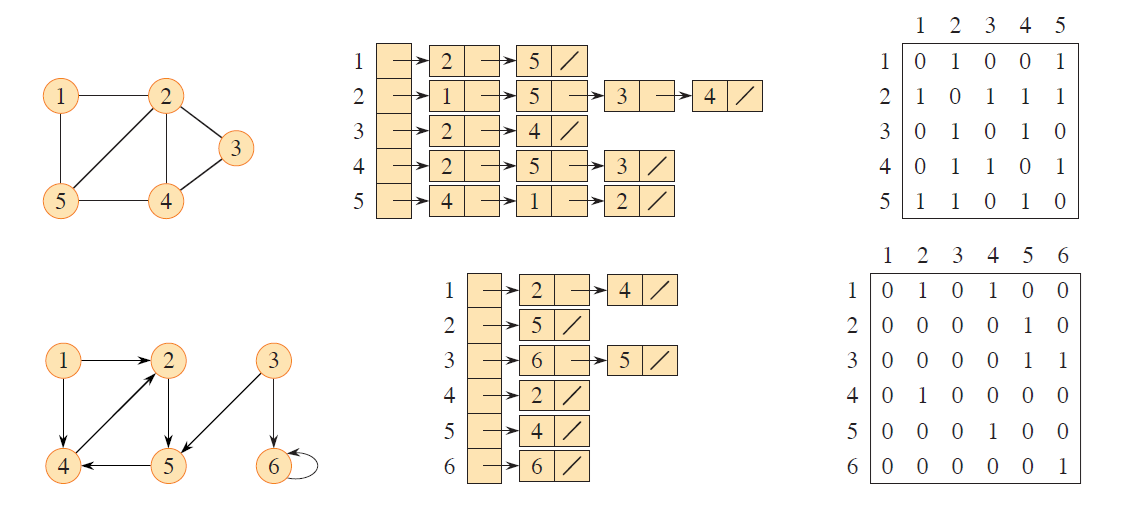 1 2
3
5 4
1 2 5
2 1 5 3 4
3 2 4
4 2 5 3
5 4 1 2
1 2 3 4 5
1 0 1 0 0 1
2 1 0 1 1 1
3 0 1 0 1 0
4 0 1 1 0 1
5 1 1 0 1 0
1 2 3
4 5 6
1 2 4
2 5
3 6 5
4 2
5 4
6 6
1 2 3 4 5 6
1 0 1 0 1 0 0
2 0 0 0 0 1 0
3 0 0 0 0 1 1
4 0 1 0 0 0 0
5 0 0 0 1 0 0
6 0 0 0 0 0 1